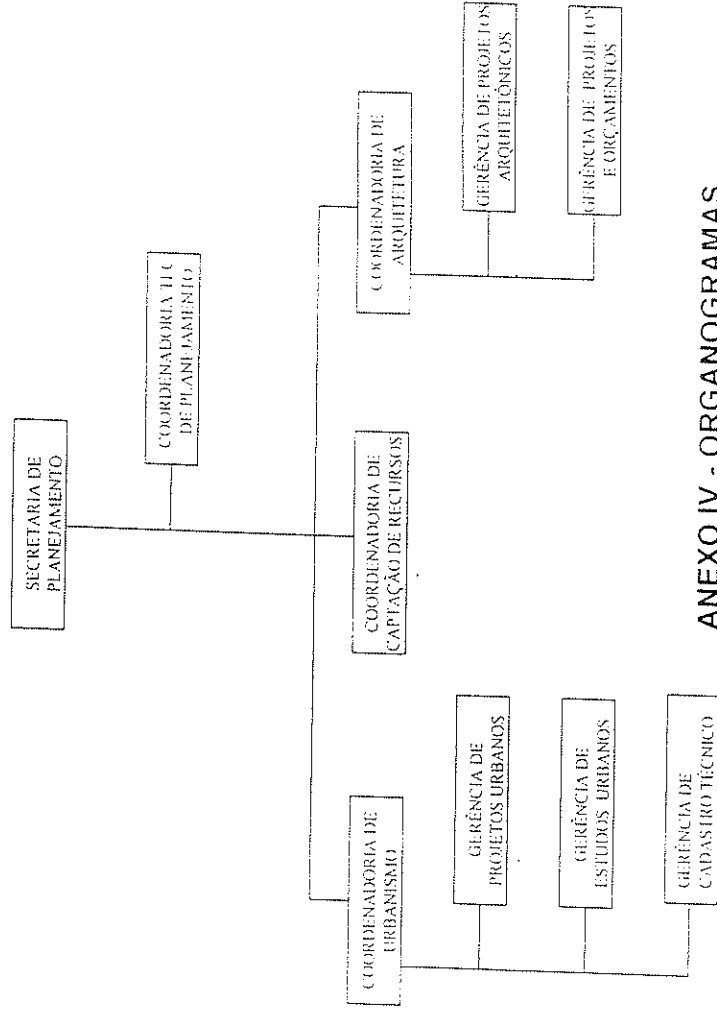 SECRETARIA DE
PLANEJAMENTO
COORDENADORIA
DE PLANEJAMENTO
COORDENADORIA DE
URBANISMO
COORDENADORIA DE
CAPTAÇÃO DE RECURSOS
COORDENADORIA DE
ARQUITETURA
GERÊNCIA DE
PROJETOS URBANOS
GERÊNCIA DE
ESTUDOS URBANOS
GERÊNCIA DE
CADASTRO TÉCNICO
GERÊNCIA DE PROJETOS
ARQUITETÔNICOS
GERÊNCIA DE PROJETOS
E ORÇAMENTOS
ANEXO IV - ORGANOGRAMAS